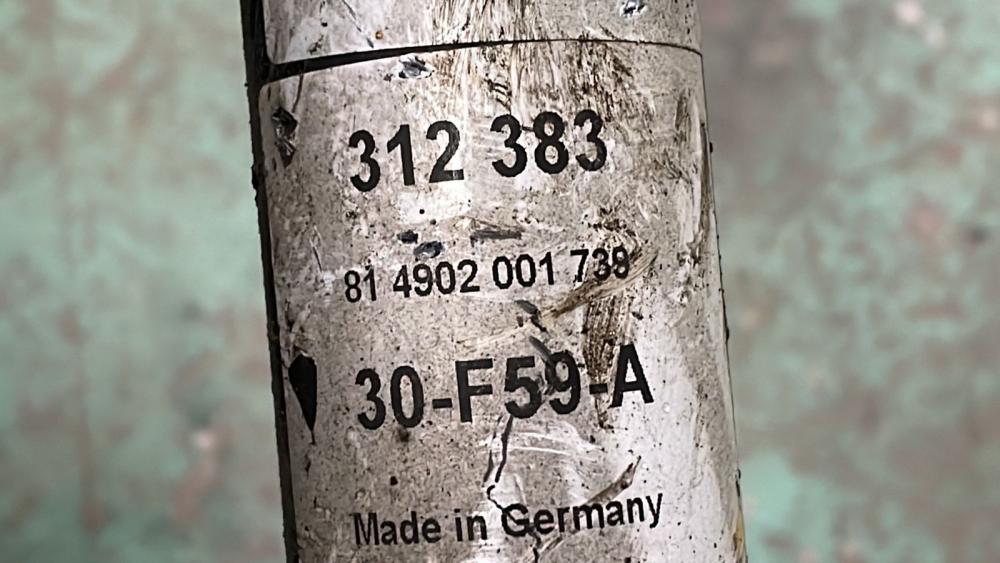 312 383
81 4902 001 738
30-F59-A
Made in Germany